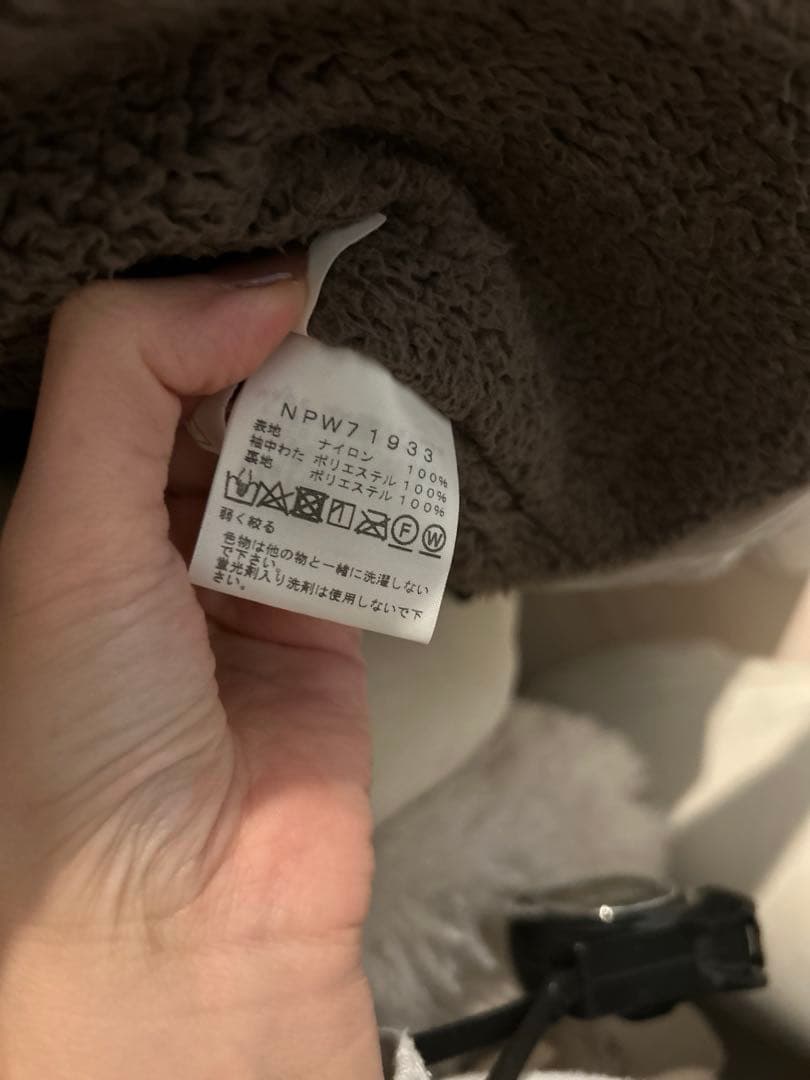 NPW71933
表地 ナイロン 100%
袖中わた ポリエステル 100%
裏地 ポリエステル 100%
F W
弱く絞る
色物は他の物と一緒に洗濯しない
で下さい。
蛍光剤入り洗剤は使用しないで下
さい。